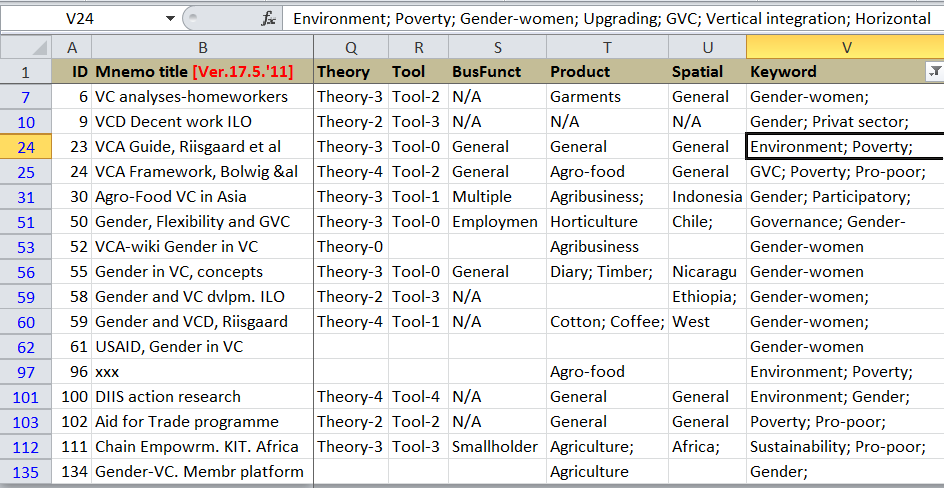 V24 fx Environment; Poverty; Gender-women; Upgrading; GVC; Vertical integration; Horizontal
A B Q R S T U V
1 ID Mnemo title [Ver.17.5.'11] Theory Tool BusFunct Product Spatial Keyword
7 6 VC analyses-homeworkers Theory-3 Tool-2 N/A Garments General Gender-women;
10 9 VCD Decent work ILO Theory-2 Tool-3 N/A N/A N/A Gender; Privat sector;
24 23 VCA Guide, Riisgaard et al Theory-3 Tool-0 General General General Environment; Poverty;
25 24 VCA Framework, Bolwig &al Theory-4 Tool-2 General Agro-food General GVC; Poverty; Pro-poor;
31 30 Agro-Food VC in Asia Theory-3 Tool-1 Multiple Agribusiness; Indonesia Gender; Participatory;
51 50 Gender, Flexibility and GVC Theory-3 Tool-0 Employmen Horticulture Chile; Governance; Gender-
53 52 VCA-wiki Gender in VC Theory-0 Agribusiness Gender-women
56 55 Gender in VC, concepts Theory-3 Tool-0 General Diary; Timber; Nicaragu Gender-women
59 58 Gender and VC dvlpm. ILO Theory-2 Tool-3 N/A Ethiopia; Gender-women;
60 59 Gender and VCD, Riisgaard Theory-4 Tool-1 N/A Cotton; Coffee; West Gender-women;
62 61 USAID, Gender in VC Gender-women
97 96 xxx Agro-food Environment; Poverty;
101 100 DIIS action research Theory-4 Tool-4 N/A General General Environment; Gender;
103 102 Aid for Trade programme Theory-2 Tool-2 N/A General General Poverty; Pro-poor;
112 111 Chain Empowrm. KIT. Africa Theory-3 Tool-3 Smallholder Agriculture; Africa; Sustainability; Pro-poor;
135 134 Gender-VC. Membr platform Agriculture Gender;